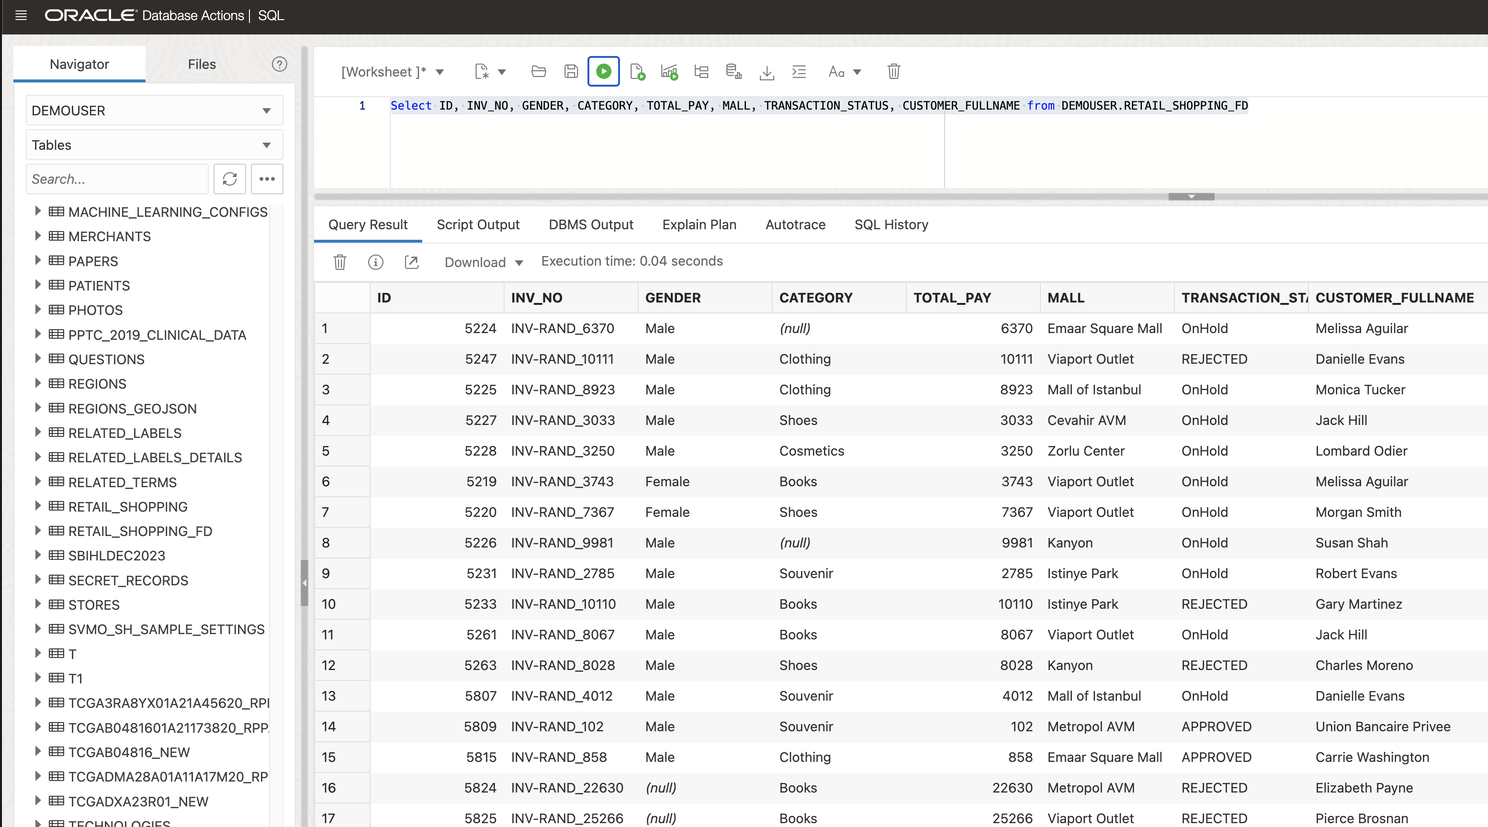 ORACLE Database Actions | SQL
Navigator
Files
[Worksheet ]*
Aa
DEMOUSER
Tables
Search...
MACHINE_LEARNING_CONFIGS
MERCHANTS
PAPERS
PATIENTS
PHOTOS
PPTC_2019_CLINICAL_DATA
QUESTIONS
REGIONS
REGIONS_GEOJSON
RELATED_LABELS
RELATED_LABELS_DETAILS
RELATED_TERMS
RETAIL_SHOPPING
RETAIL_SHOPPING_FD
SBIHLDEC2023
SECRET_RECORDS
STORES
SVMO_SH_SAMPLE_SETTINGS
T
T1
TCGA3RA8YX01A21A45620_RPI
TCGAB0481601A21173820_RPP
TCGAB04816_NEW
TCGADMA28A01A11A17M20_RP
TCGADXA23R01_NEW
TECHNOLOGIES
1 Select ID, INV_NO, GENDER, CATEGORY, TOTAL_PAY, MALL, TRANSACTION_STATUS, CUSTOMER_FULLNAME from DEMOUSER.RETAIL_SHOPPING_FD
Query Result Script Output DBMS Output Explain Plan Autotrace SQL History
Download Execution time: 0.04 seconds
ID INV_NO GENDER CATEGORY TOTAL_PAY MALL TRANSACTION_STA CUSTOMER_FULLNAME
1 5224 INV-RAND_6370 Male (null) 6370 Emaar Square Mall OnHold Melissa Aguilar
2 5247 INV-RAND_10111 Male Clothing 10111 Viaport Outlet REJECTED Danielle Evans
3 5225 INV-RAND_8923 Male Clothing 8923 Mall of Istanbul OnHold Monica Tucker
4 5227 INV-RAND_3033 Male Shoes 3033 Cevahir AVM OnHold Jack Hill
5 5228 INV-RAND_3250 Male Cosmetics 3250 Zorlu Center OnHold Lombard Odier
6 5219 INV-RAND_3743 Female Books 3743 Viaport Outlet OnHold Melissa Aguilar
7 5220 INV-RAND_7367 Female Shoes 7367 Viaport Outlet OnHold Morgan Smith
8 5226 INV-RAND_9981 Male (null) 9981 Kanyon OnHold Susan Shah
9 5231 INV-RAND_2785 Male Souvenir 2785 Istinye Park OnHold Robert Evans
10 5233 INV-RAND_10110 Male Books 10110 Istinye Park REJECTED Gary Martinez
11 5261 INV-RAND_8067 Male Books 8067 Viaport Outlet OnHold Jack Hill
12 5263 INV-RAND_8028 Male Shoes 8028 Kanyon REJECTED Charles Moreno
13 5807 INV-RAND_4012 Male Souvenir 4012 Mall of Istanbul OnHold Danielle Evans
14 5809 INV-RAND_102 Male Souvenir 102 Metropol AVM APPROVED Union Bancaire Privee
15 5815 INV-RAND_858 Male Clothing 858 Emaar Square Mall APPROVED Carrie Washington
16 5824 INV-RAND_22630 (null) Books 22630 Metropol AVM REJECTED Elizabeth Payne
17 5825 INV-RAND_25266 (null) Books 25266 Viaport Outlet REJECTED Pierce Brosnan